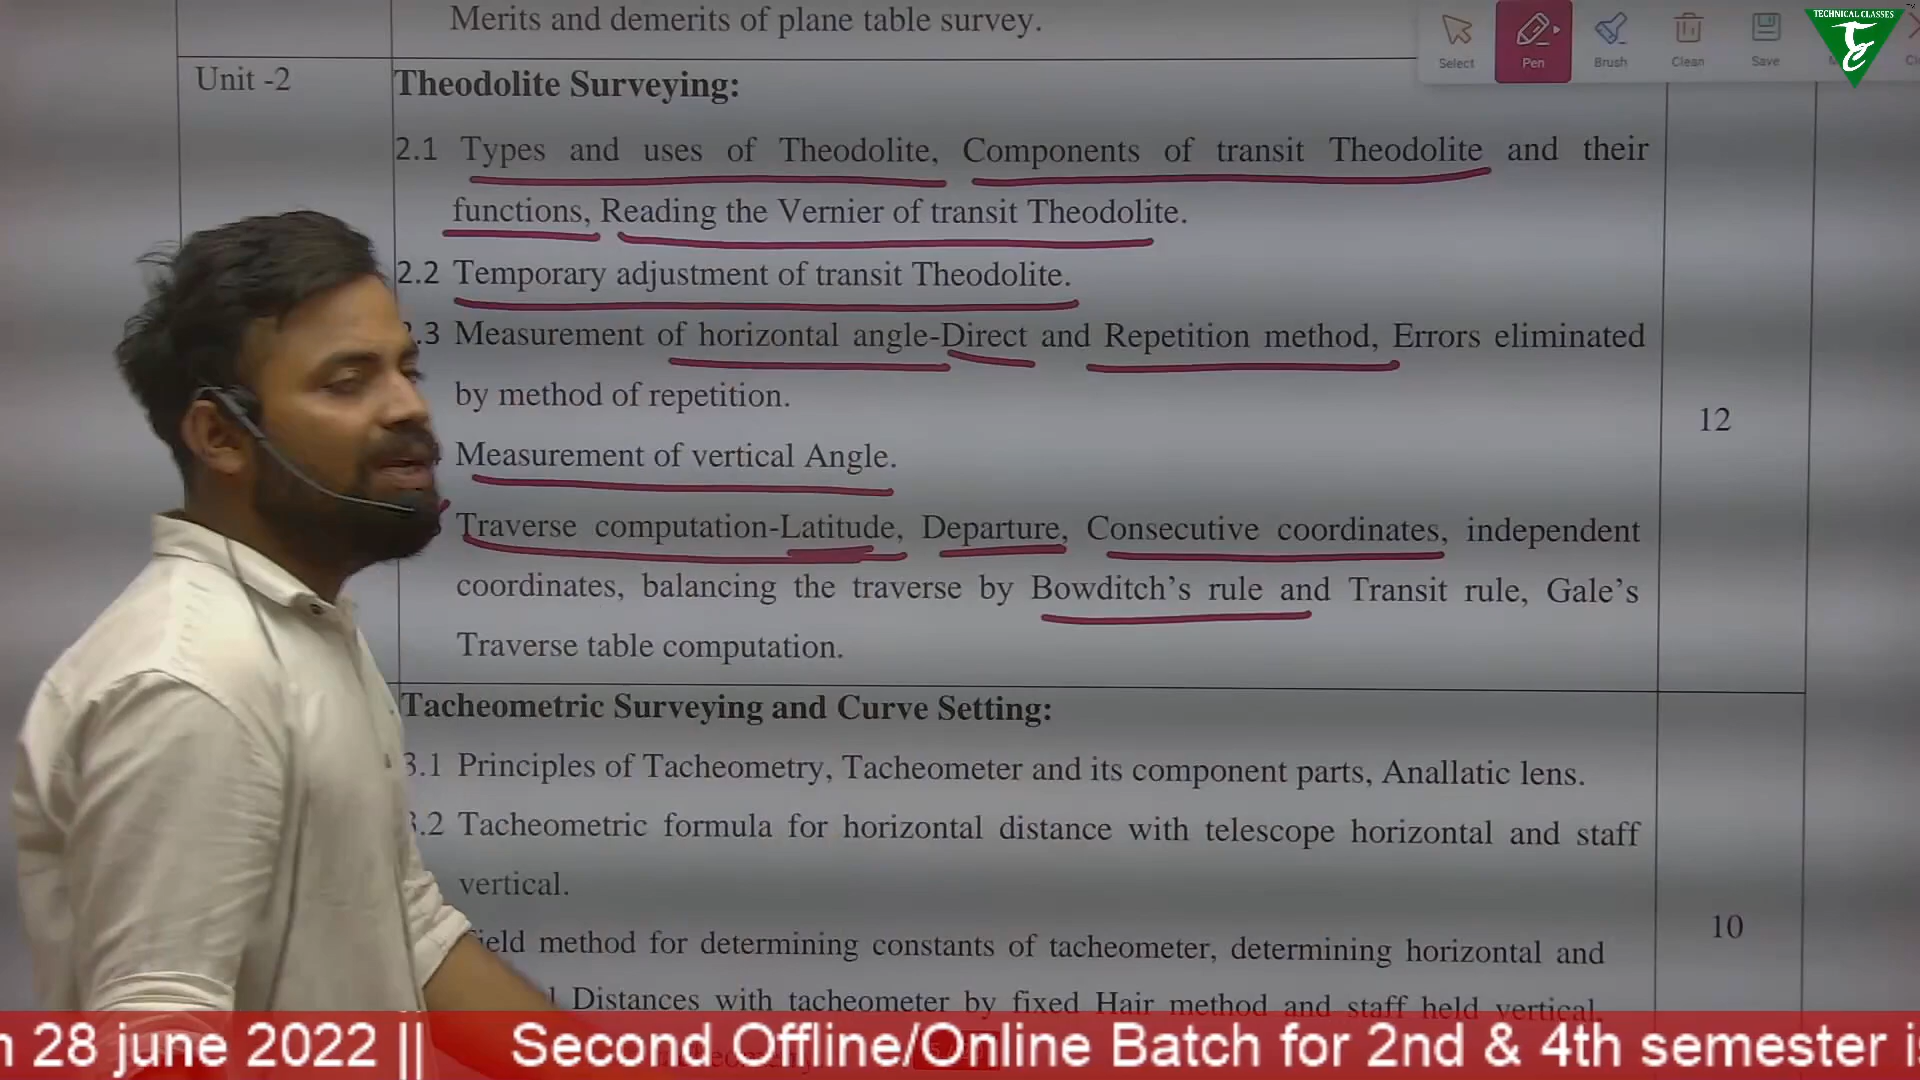 Merits and demerits of plane table survey.
Select
Pen
Brush
Clean
Save
TECHNICAL CLASSES
Unit -2
Theodolite Surveying:
2.1 Types and uses of Theodolite, Components of transit Theodolite and their
functions, Reading the Vernier of transit Theodolite.
2.2 Temporary adjustment of transit Theodolite.
.3 Measurement of horizontal angle-Direct and Repetition method, Errors eliminated
by method of repetition.
12
Measurement of vertical Angle.
Traverse computation-Latitude, Departure, Consecutive coordinates, independent
coordinates, balancing the traverse by Bowditch's rule and Transit rule, Gale's
Traverse table computation.
Tacheometric Surveying and Curve Setting:
3.1 Principles of Tacheometry, Tacheometer and its component parts, Anallatic lens.
3.2 Tacheometric formula for horizontal distance with telescope horizontal and staff
vertical.
10
Field method for determining constants of tacheometer, determining horizontal and
Distances with tacheometer by fixed Hair method and staff held vertical,
28 june 2022 || Second Offline/Online Batch for 2nd & 4th semester